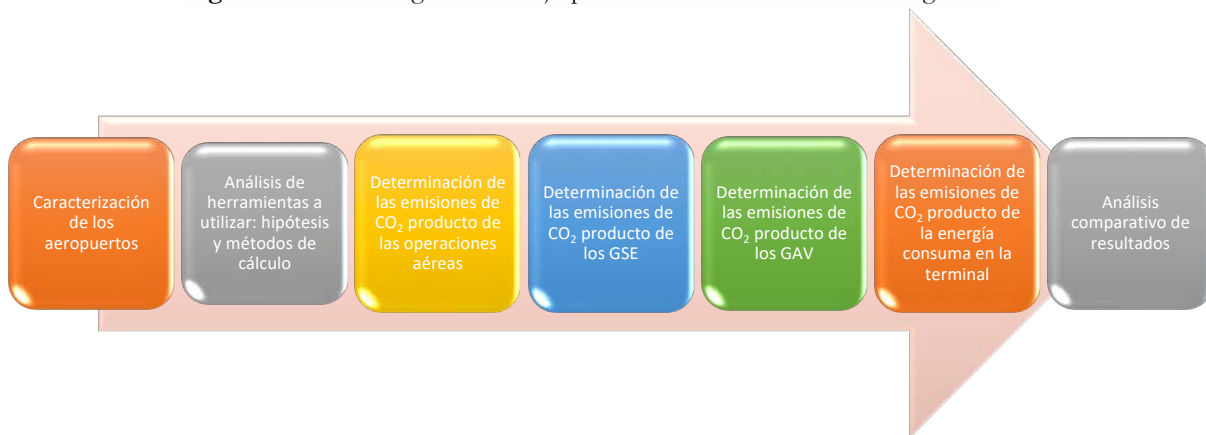 Caracterización
de los
aeropuertos
Análisis de
herramientas a
utilizar: hipótesis
y métodos de
cálculo
Determinación de
las emisiones de
CO₂ producto de
las operaciones
aéreas
Determinación de
las emisiones de
CO₂ producto de
los GSE
Determinación de
las emisiones de
CO₂ producto de
los GAV
Determinación de
las emisiones de
CO₂ producto de
la energía
consuma en la
terminal
Análisis
comparativo de
resultados